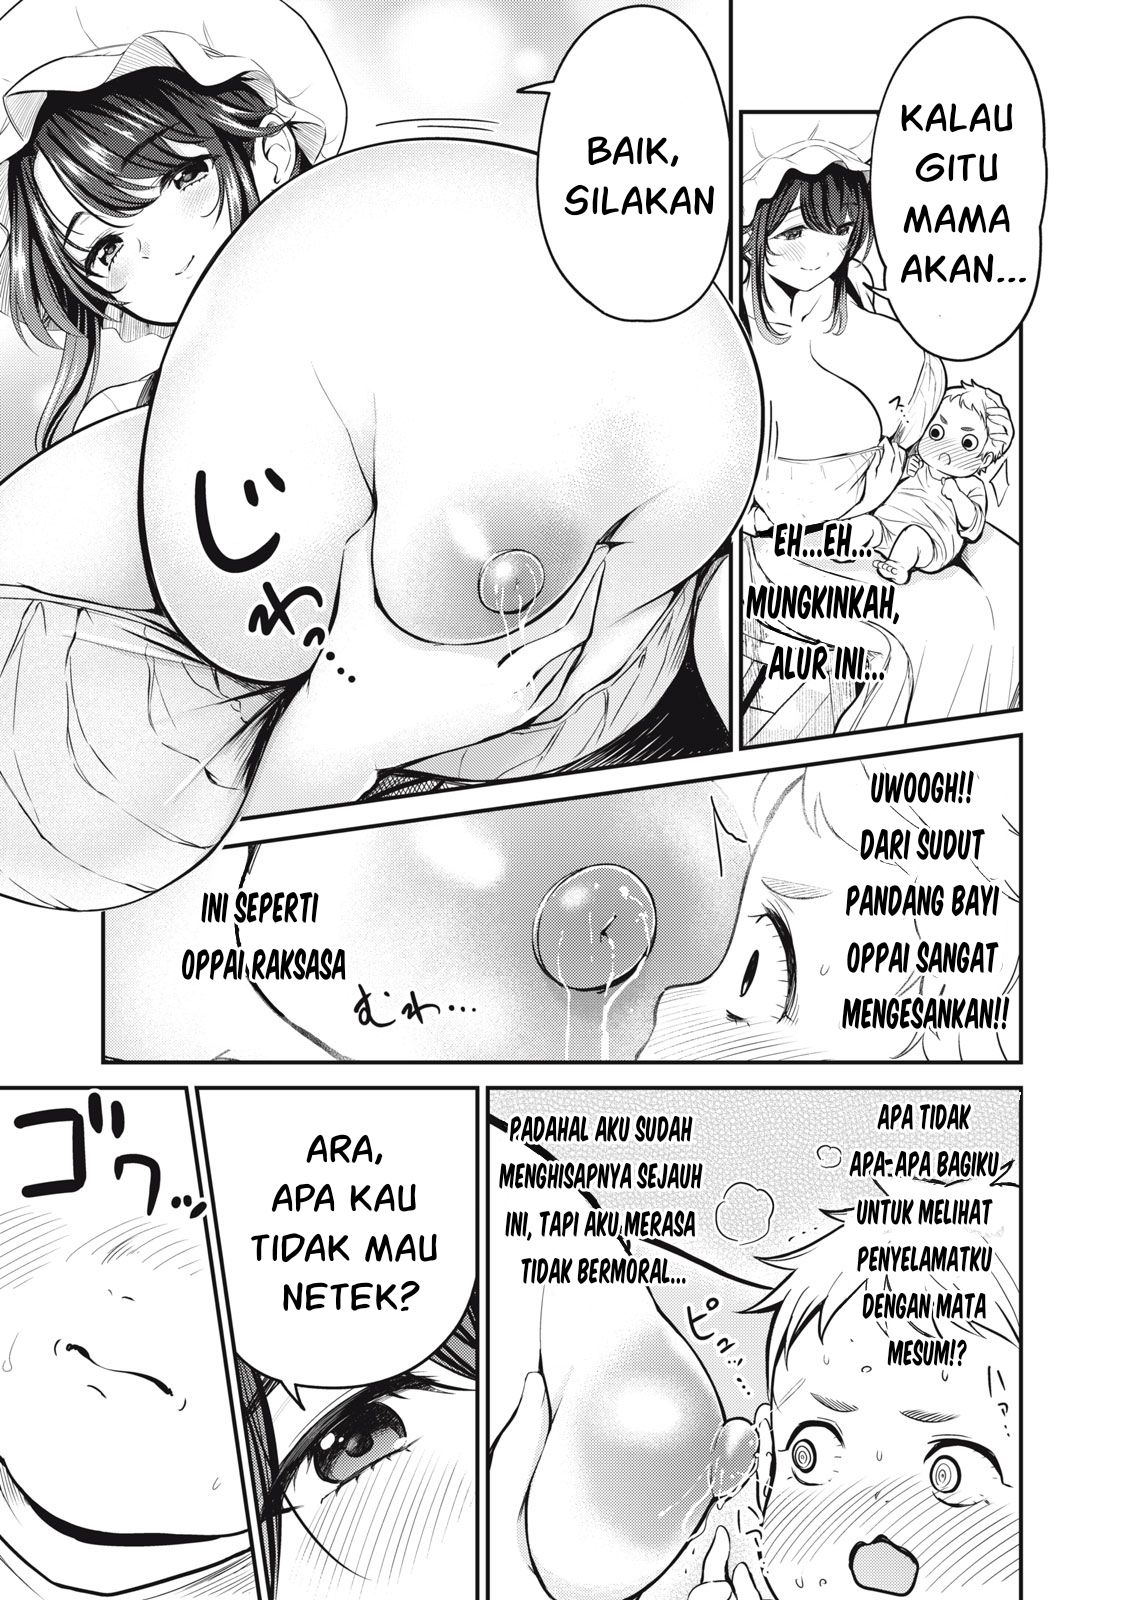 KALAU
GITU
MAMA
AKAN...
EH...EH...
MUNGKINKAH,
ALUR INI...
BAIK,
SILAKAN
じ
わっ…
UWOOGH!!
DARI SUDUT
PANDANG BAYI
OPPAI SANGAT
MENGESANKAN!!
INI SEPERTI
OPPAI RAKSASA
むわ…
APA TIDAK
APA-APA BAGIKU
UNTUK MELIHAT
PENYELAMATKU
DENGAN MATA
MESUM!?
PADAHAL AKU SUDAH
MENGHISAPNYA SEJAUH
INI, TAPI AKU MERASA
TIDAK BERMORAL...
ピュッ…
ARA,
APA KAU
TIDAK MAU
NETEK?
ゴクッ…